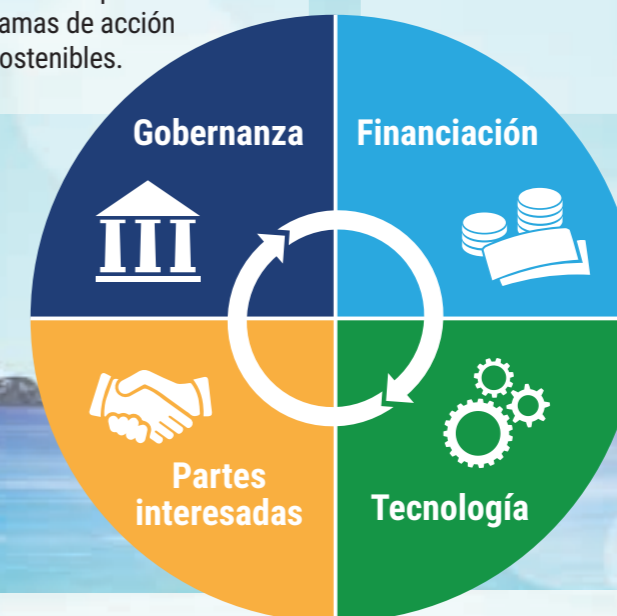 amas de acción
ostenibles.
Gobernanza
Financiación
Partes
interesadas
Tecnología